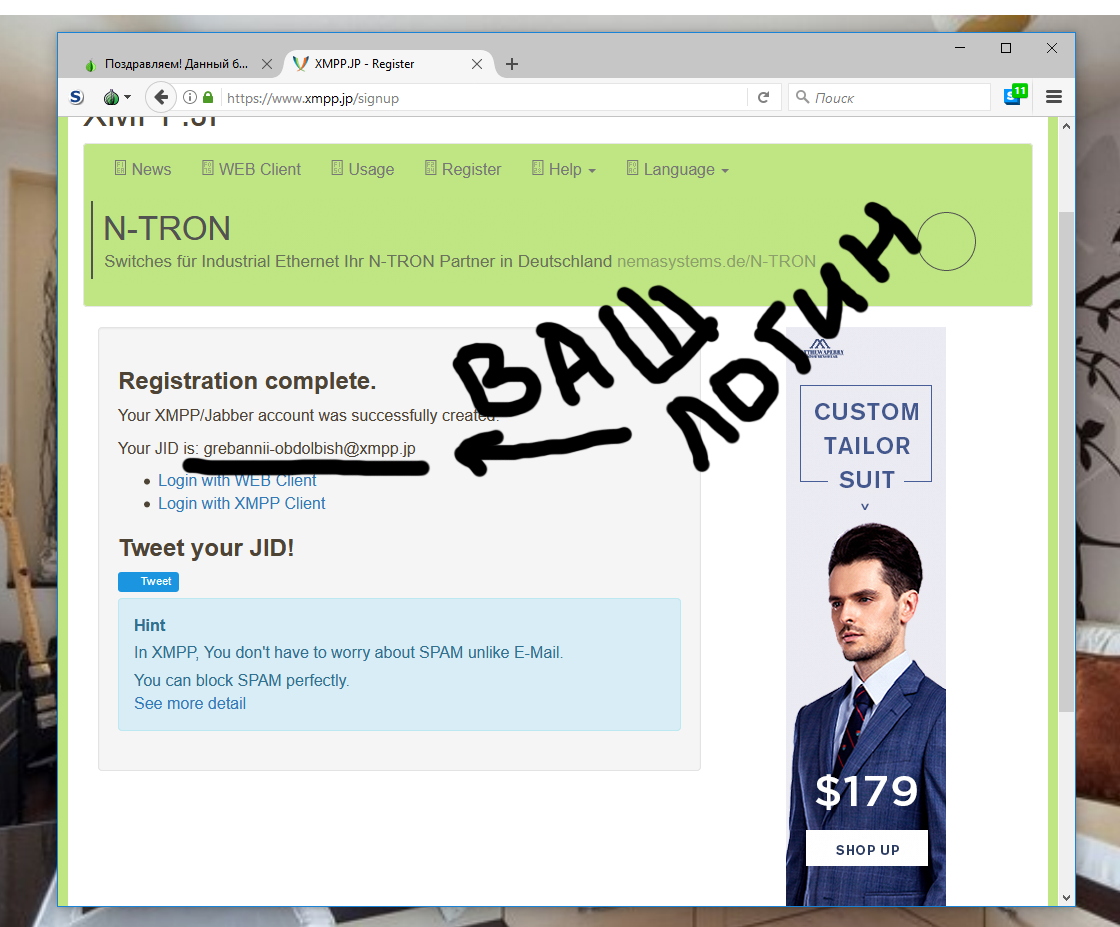 Поздравляем! Данный б...
XMPP.JP - Register
https://www.xmpp.jp/signup
Поиск
11
XMPP.JP
News
WEB Client
Usage
Register
Help
Language
N-TRON
Switches für Industrial Ethernet Ihr N-TRON Partner in Deutschland nemasystems.de/N-TRON
ВАШ
ЛОГИН
Registration complete.
Your XMPP/Jabber account was successfully created.
Your JID is: grebannii-obdolbish@xmpp.jp
Login with WEB Client
Login with XMPP Client
Tweet your JID!
Tweet
Hint
In XMPP, You don't have to worry about SPAM unlike E-Mail.
You can block SPAM perfectly.
See more detail
CUSTOM
TAILOR
SUIT
$179
SHOP UP